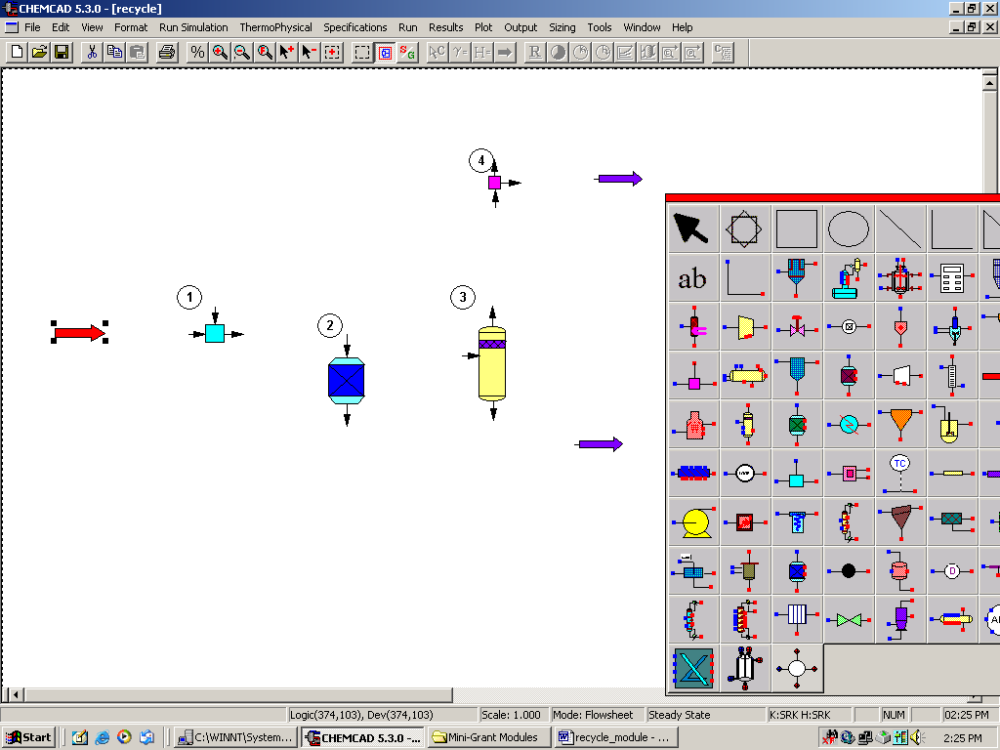 CHEMCAD 5.3.0 - [recycle]
File Edit View Format Run Simulation ThermoPhysical Specifications Run Results Plot Output Sizing Tools Window Help
% S G C γ= H= R
4
ab
1
3
2
TC
D
Logic(374,103), Dev(374,103) Scale: 1.000 Mode: Flowsheet Steady State K:SRK H:SRK NUM 02:25 PM
Start C:\WINNT\System... CHEMCAD 5.3.0 -... Mini-Grant Modules recycle_module - ... 2:25 PM